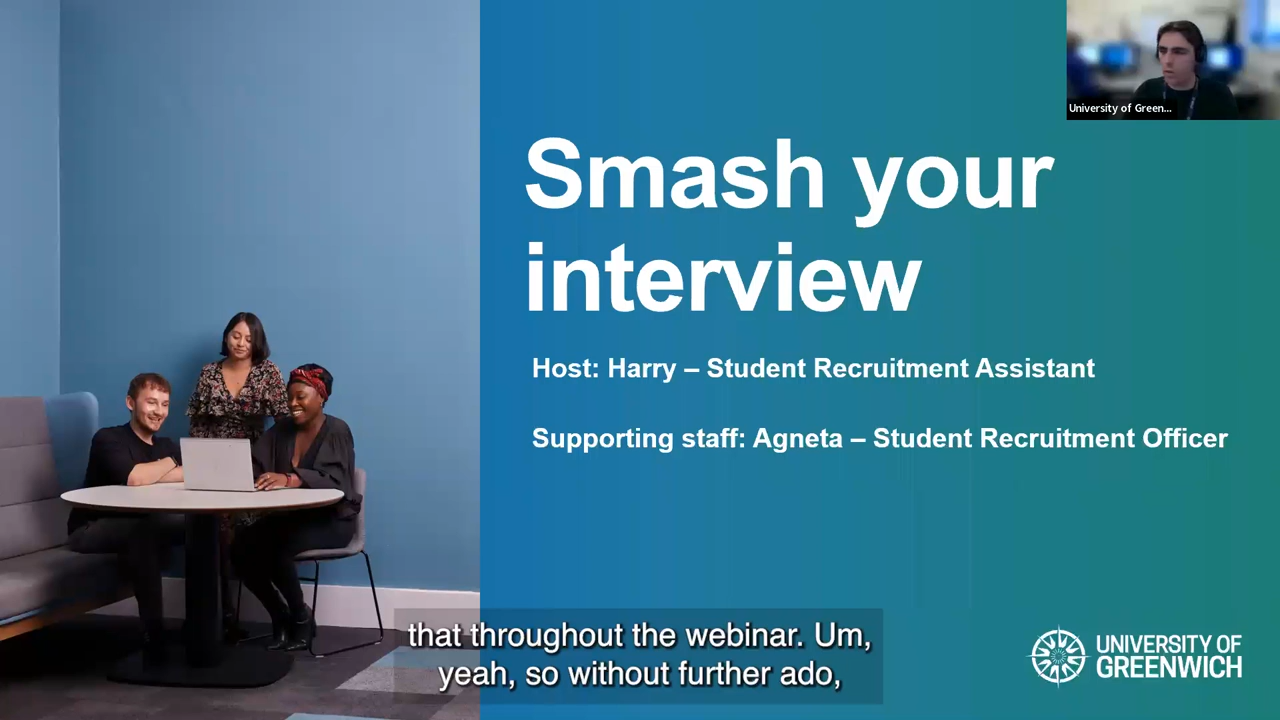 University of Green...
Smash your
interview
Host: Harry – Student Recruitment Assistant
Supporting staff: Agneta – Student Recruitment Officer
that throughout the webinar. Um,
yeah, so without further ado,
UNIVERSITY OF
GREENWICH